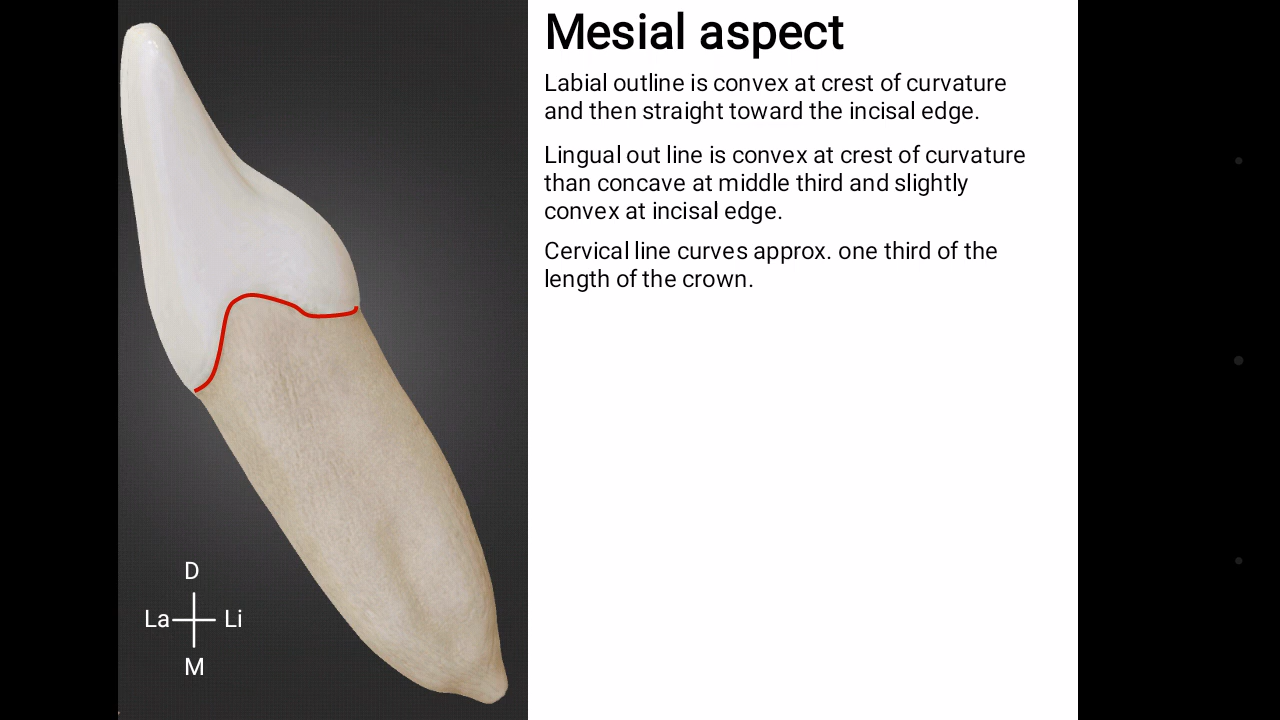 Mesial aspect
Labial outline is convex at crest of curvature
and then straight toward the incisal edge.
Lingual out line is convex at crest of curvature
than concave at middle third and slightly
convex at incisal edge.
Cervical line curves approx. one third of the
length of the crown.
D
La Li
M